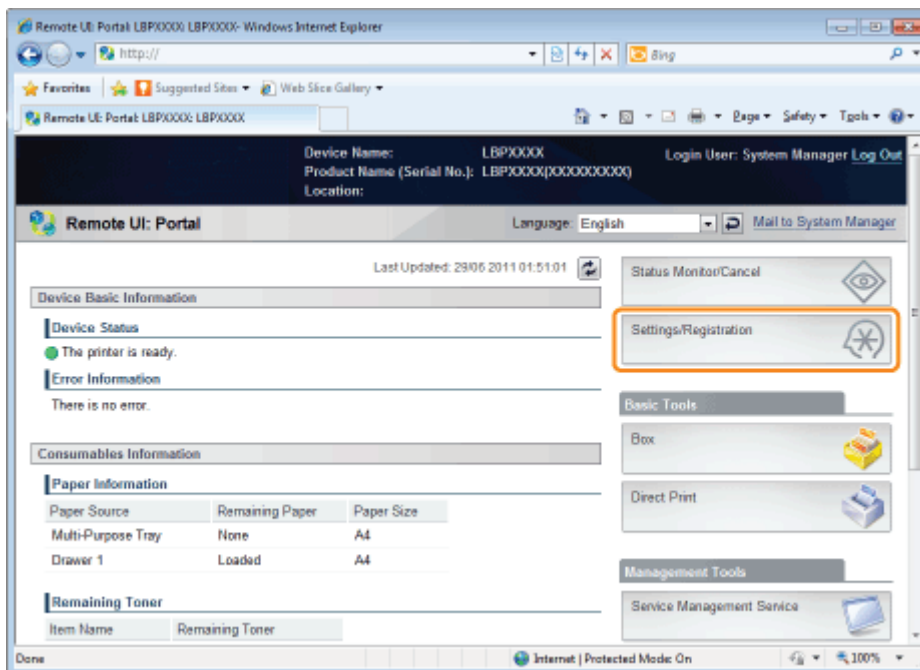 Remote UI: Portal: LBPXXXX: LBPXXXX- Windows Internet Explorer
http://
Bing
Favorites Suggested Sites Web Slice Gallery
Remote UI: Portal: LBPXXXX: LBPXXXX
Page Safety Tools
Device Name: LBPXXXX
Login User: System Manager Log Out
Product Name (Serial No.): LBPXXXX(XXXXXXXXX)
Location:
Remote UI: Portal
Language: English
Mail to System Manager
Last Updated: 29/06 2011 01:51:01
Device Basic Information
Device Status
The printer is ready.
Error Information
There is no error.
Consumables Information
Paper Information
Paper Source Remaining Paper Paper Size
Multi-Purpose Tray None A4
Drawer 1 Loaded A4
Remaining Toner
Item Name Remaining Toner
Status Monitor/Cancel
Settings/Registration
Basic Tools
Box
Direct Print
Management Tools
Service Management Service
Done
Internet | Protected Mode: On
100%